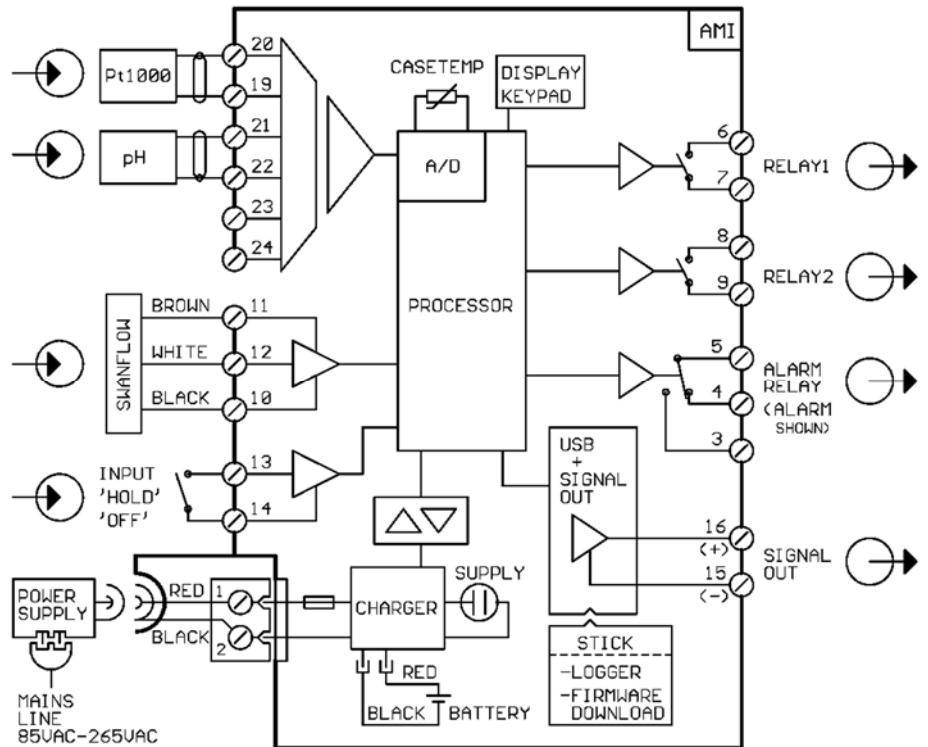 AMI
20
Pt1000
19
21
pH
22
23
24
CASETEMP
DISPLAY
KEYPAD
A/D
PROCESSOR
6
7
RELAY1
8
9
RELAY2
5
4
3
ALARM
RELAY
(ALARM
SHOWN)
SWANFLOW
BROWN
11
WHITE
12
BLACK
10
INPUT
'HOLD'
'OFF'
13
14
USB
+
SIGNAL
OUT
16
(+)
15
(-)
SIGNAL
OUT
POWER
SUPPLY
RED
1
BLACK
2
CHARGER
SUPPLY
RED
BLACK
BATTERY
STICK
-LOGGER
-FIRMWARE
DOWNLOAD
MAINS
LINE
85VAC-265VAC